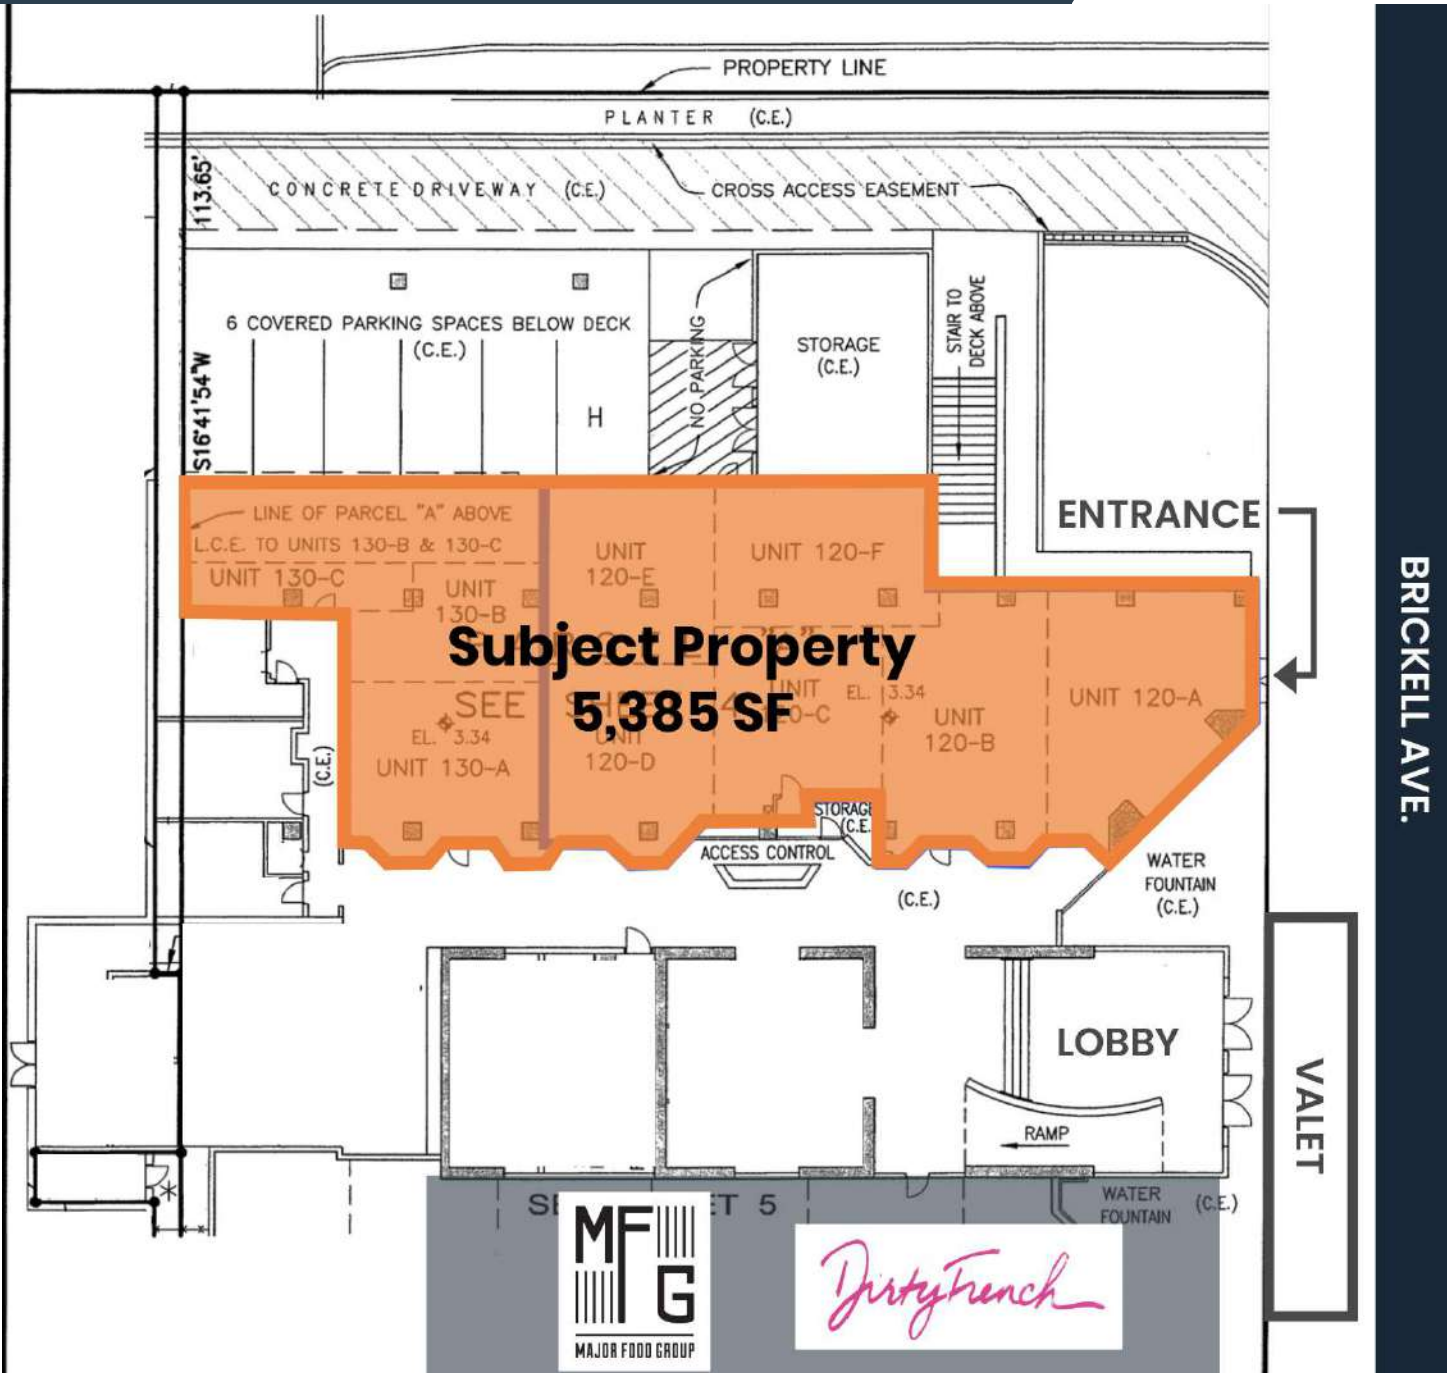 PROPERTY LINE
PLANTER (C.E.)
CONCRETE DRIVEWAY (C.E.)
CROSS ACCESS EASEMENT
113.65'
S16°41'54"W
6 COVERED PARKING SPACES BELOW DECK
(C.E.)
H
NO PARKING
STORAGE
(C.E.)
STAIR TO
DECK ABOVE
ENTRANCE
BRICKELL AVE.
LINE OF PARCEL "A" ABOVE
L.C.E. TO UNITS 130-B & 130-C
UNIT 130-C
UNIT
130-B
UNIT
120-E
UNIT 120-F
Subject Property
5,385 SF
"A"
SEE
4
UNIT
EL. 3.34
UNIT 120-A
UNIT
120-B
EL. 3.34
UNIT 130-A
UNIT
120-D
(C.E.)
STORAGE
(C.E.
ACCESS CONTROL
(C.E.)
WATER
FOUNTAIN
(C.E.)
LOBBY
RAMP
VALET
5
WATER
FOUNTAIN
(C.E.)
MFG
MAJOR FOOD GROUP
DirtyFrench